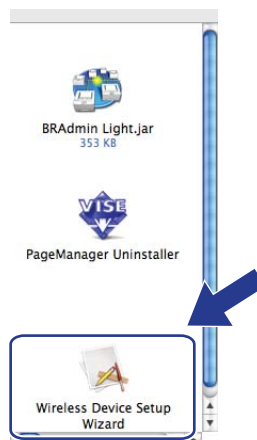 BRAdmin Light.jar
353 KB
VISE
PageManager Uninstaller
Wireless Device Setup
Wizard